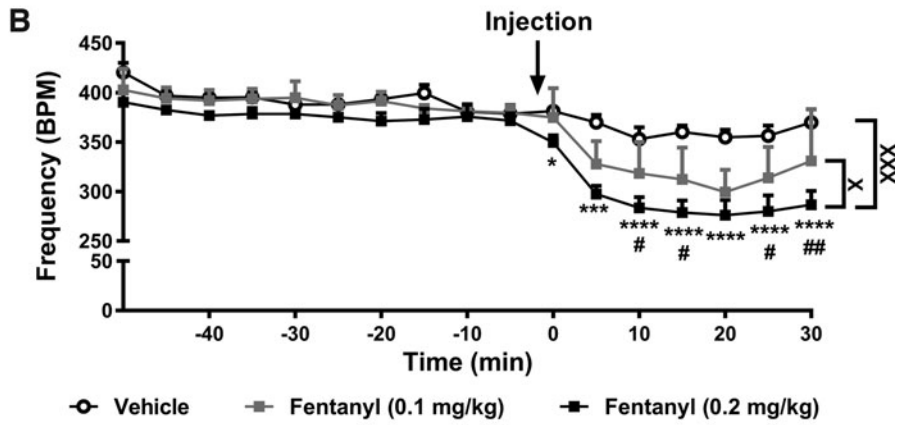 B
Injection
450
400
350
300
250
50
0
Frequency (BPM)
* *** **** **** **** **** ****
# # # ##
X XXX
-40 -30 -20 -10 0 10 20 30
Time (min)
Vehicle Fentanyl (0.1 mg/kg) Fentanyl (0.2 mg/kg)